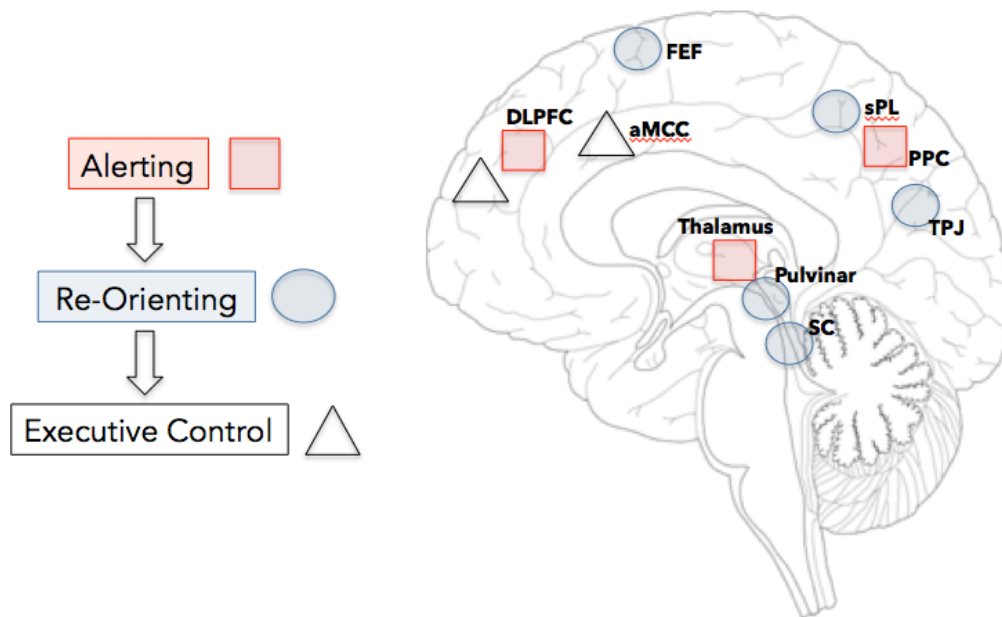 Alerting
Re-Orienting
Executive Control
FEF
DLPFC
aMCC
sPL
PPC
TPJ
Thalamus
Pulvinar
SC